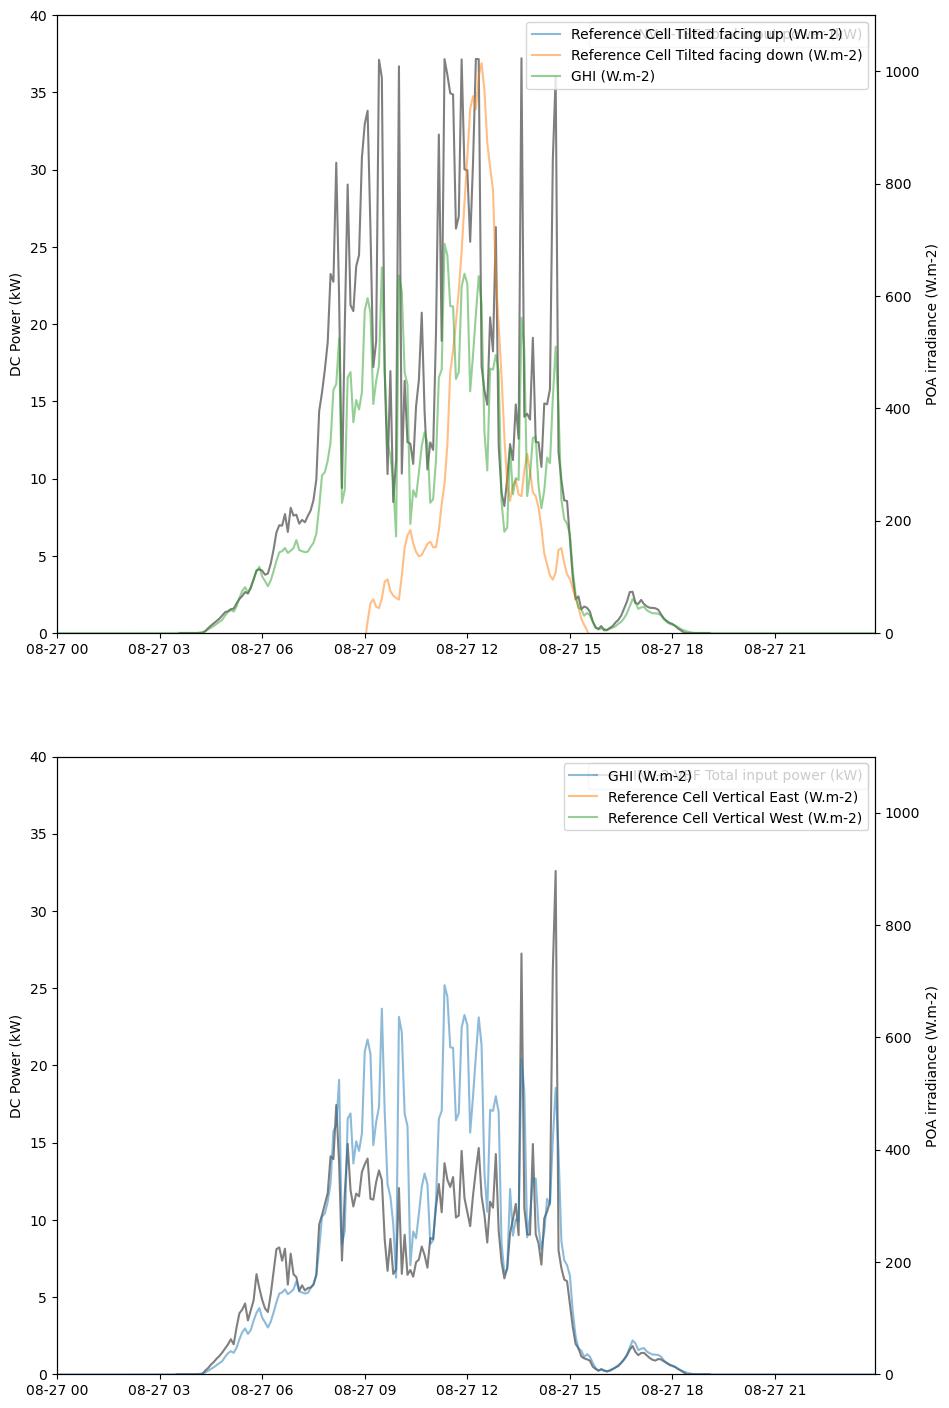 40
35
30
25
20
15
10
5
0
DC Power (kW)
Reference Cell Tilted facing up (W.m-2)
Reference Cell Tilted facing down (W.m-2)
GHI (W.m-2)
1000
800
600
400
200
0
POA irradiance (W.m-2)
08-27 00 08-27 03 08-27 06 08-27 09 08-27 12 08-27 15 08-27 18 08-27 21
40
35
30
25
20
15
10
5
0
DC Power (kW)
Total input power (kW)
GHI (W.m-2)
Reference Cell Vertical East (W.m-2)
Reference Cell Vertical West (W.m-2)
1000
800
600
400
200
0
POA irradiance (W.m-2)
08-27 00 08-27 03 08-27 06 08-27 09 08-27 12 08-27 15 08-27 18 08-27 21